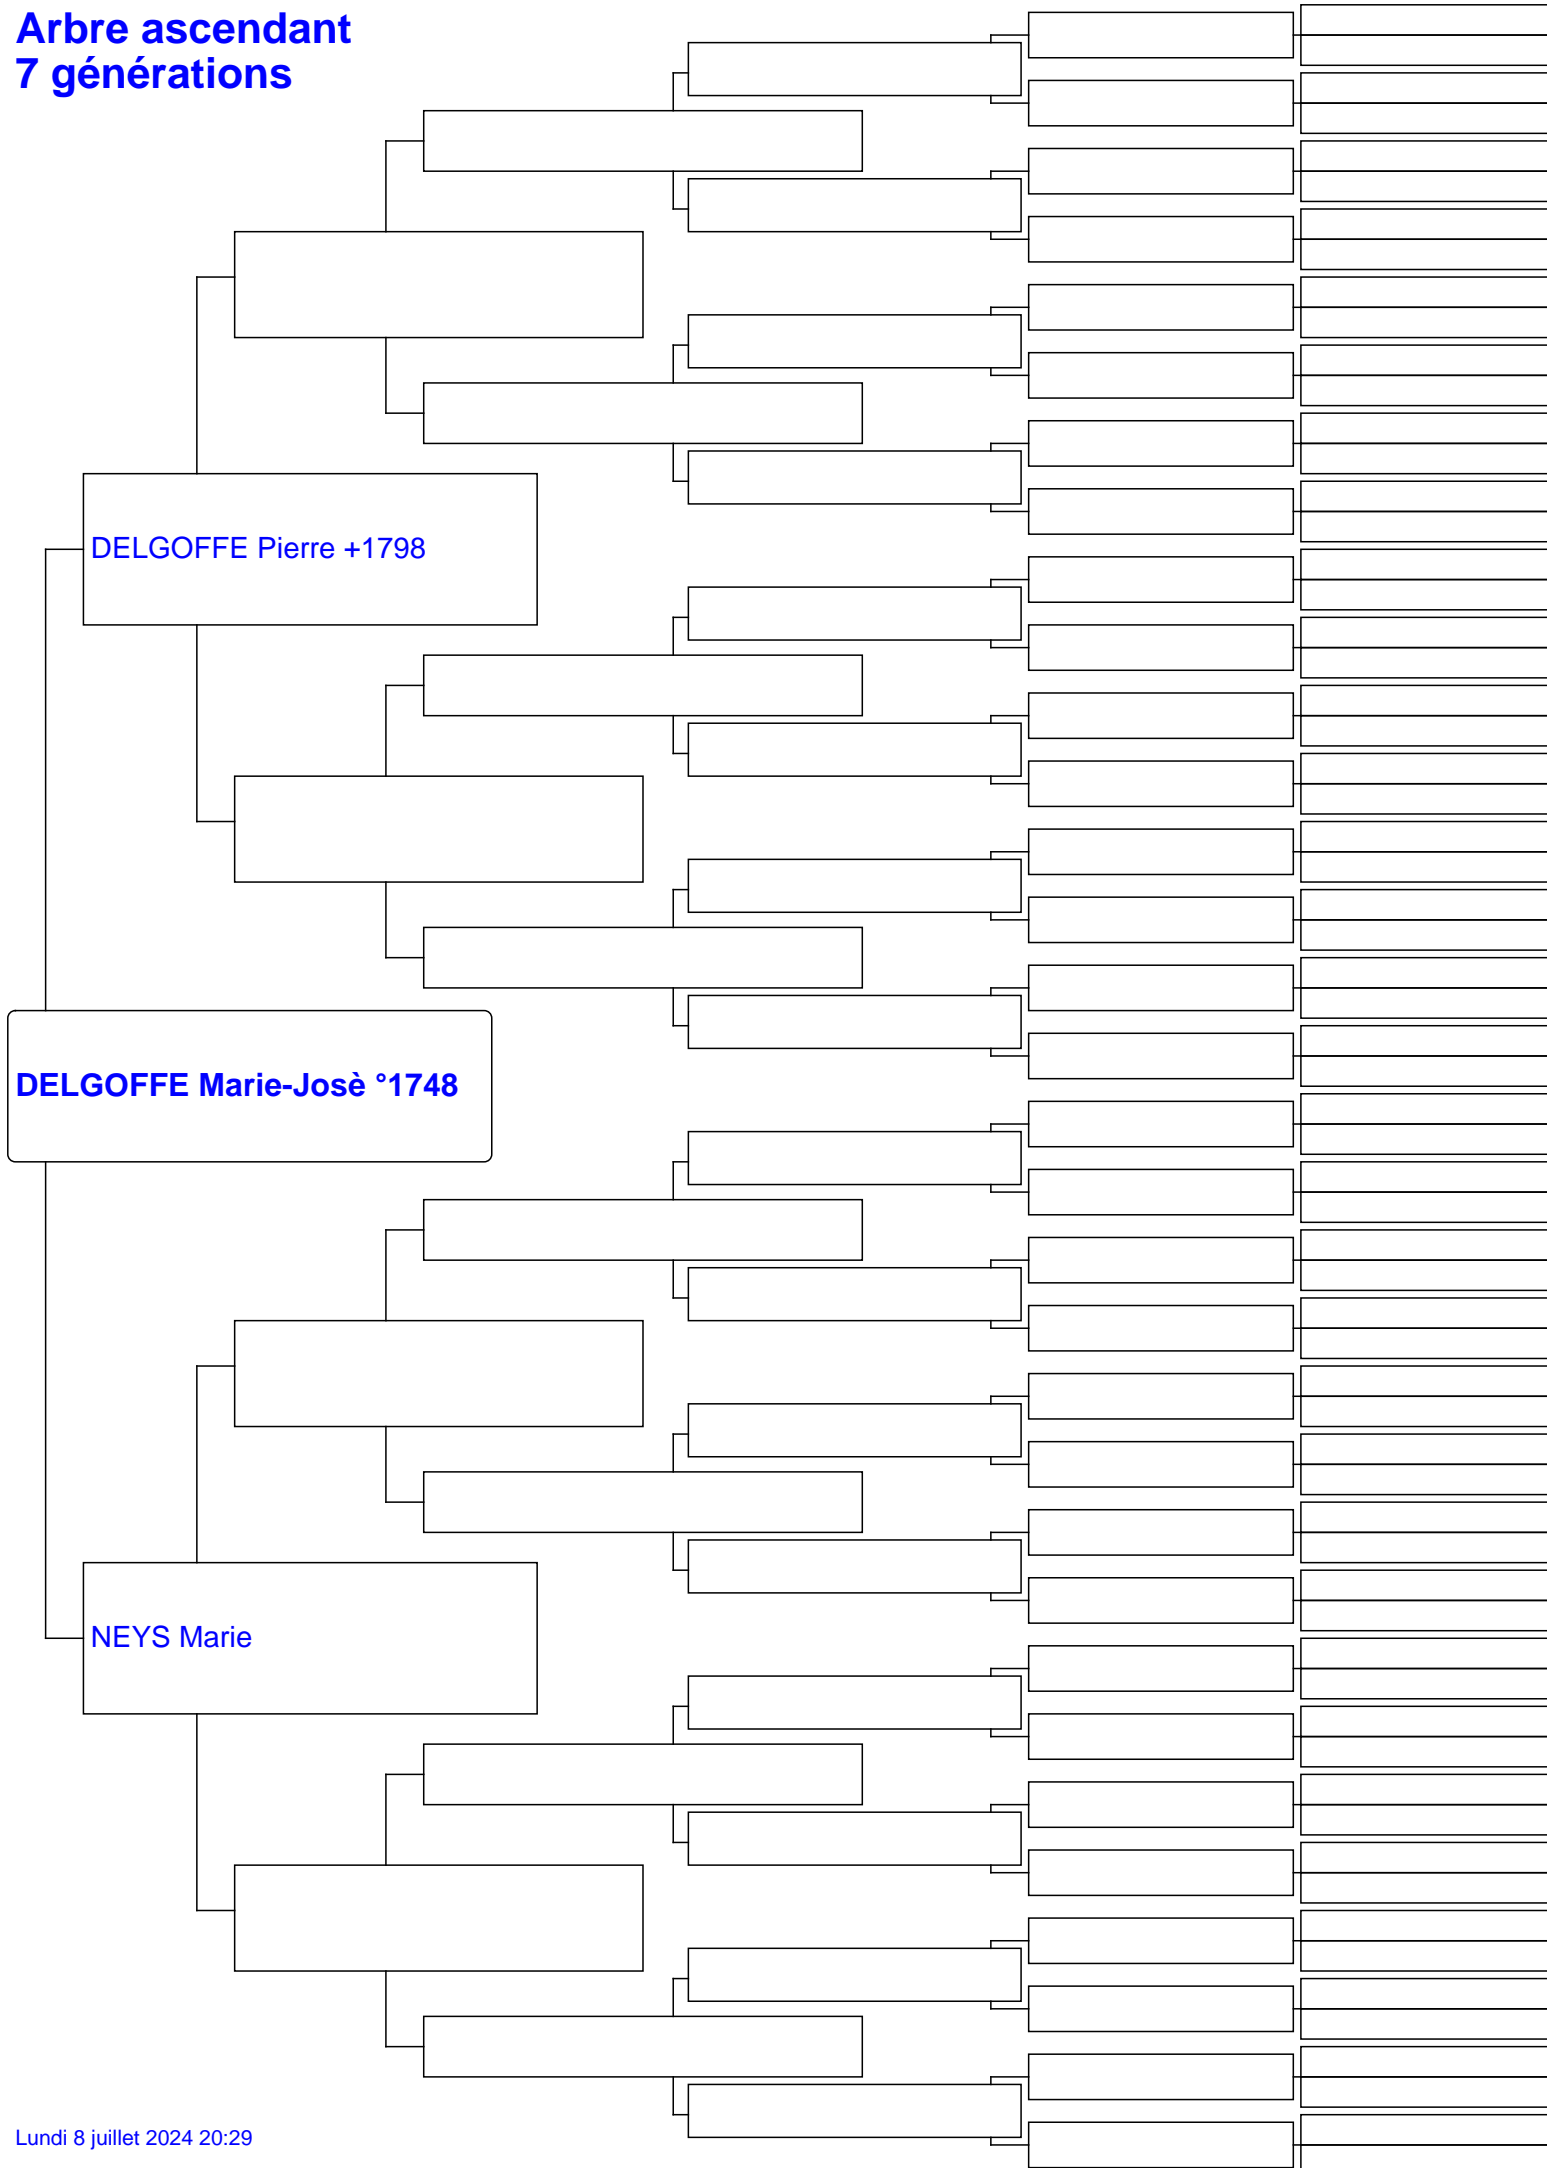 Arbre ascendant
7 générations
DELGOFFE Pierre +1798
DELGOFFE Marie-Josè °1748
NEYS Marie
Lundi 8 juillet 2024 20:29